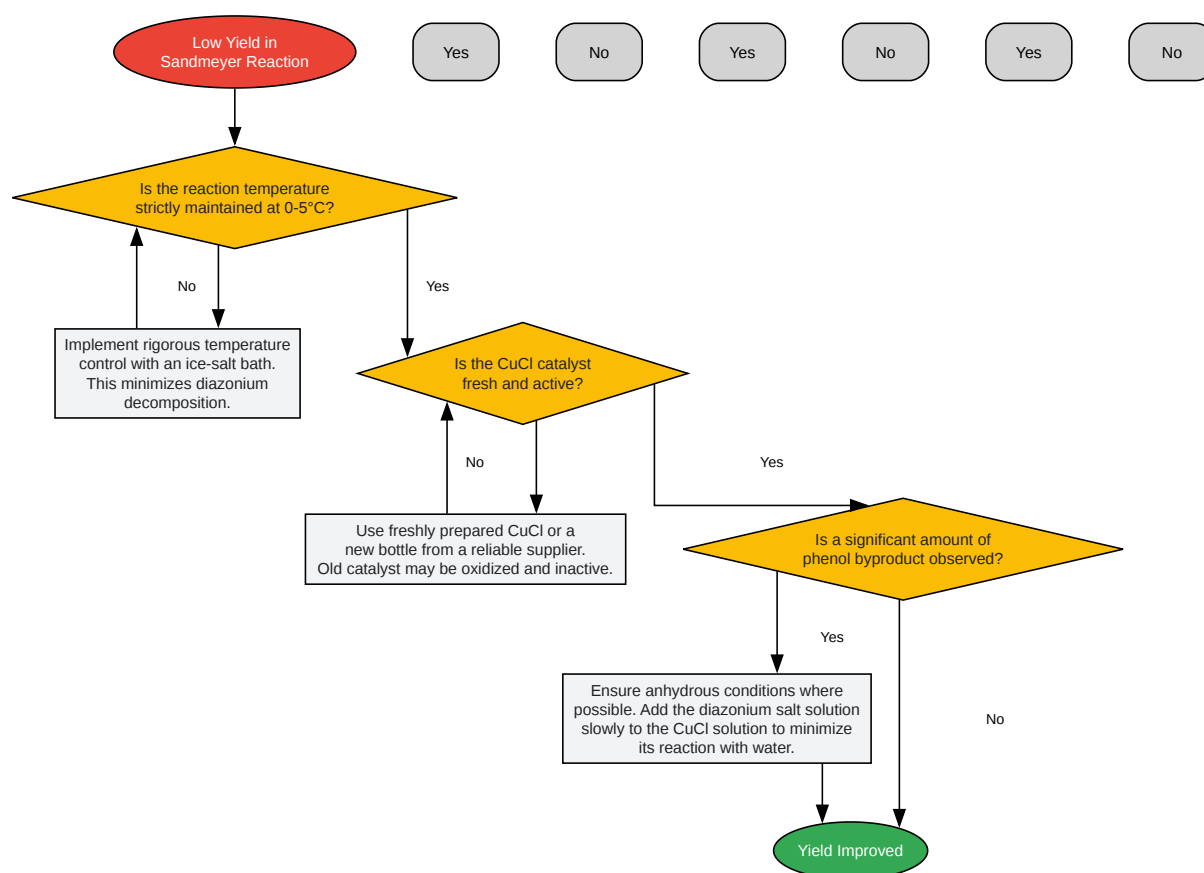 Low Yield in
Sandmeyer Reaction
Yes
No
Yes
No
Yes
No
Is the reaction temperature
strictly maintained at 0-5°C?
No
Yes
Implement rigorous temperature
control with an ice-salt bath.
This minimizes diazonium
decomposition.
Is the CuCl catalyst
fresh and active?
No
Yes
Use freshly prepared CuCl or a
new bottle from a reliable supplier.
Old catalyst may be oxidized and inactive.
Is a significant amount of
phenol byproduct observed?
Yes
No
Ensure anhydrous conditions where
possible. Add the diazonium salt solution
slowly to the CuCl solution to minimize
its reaction with water.
Yield Improved